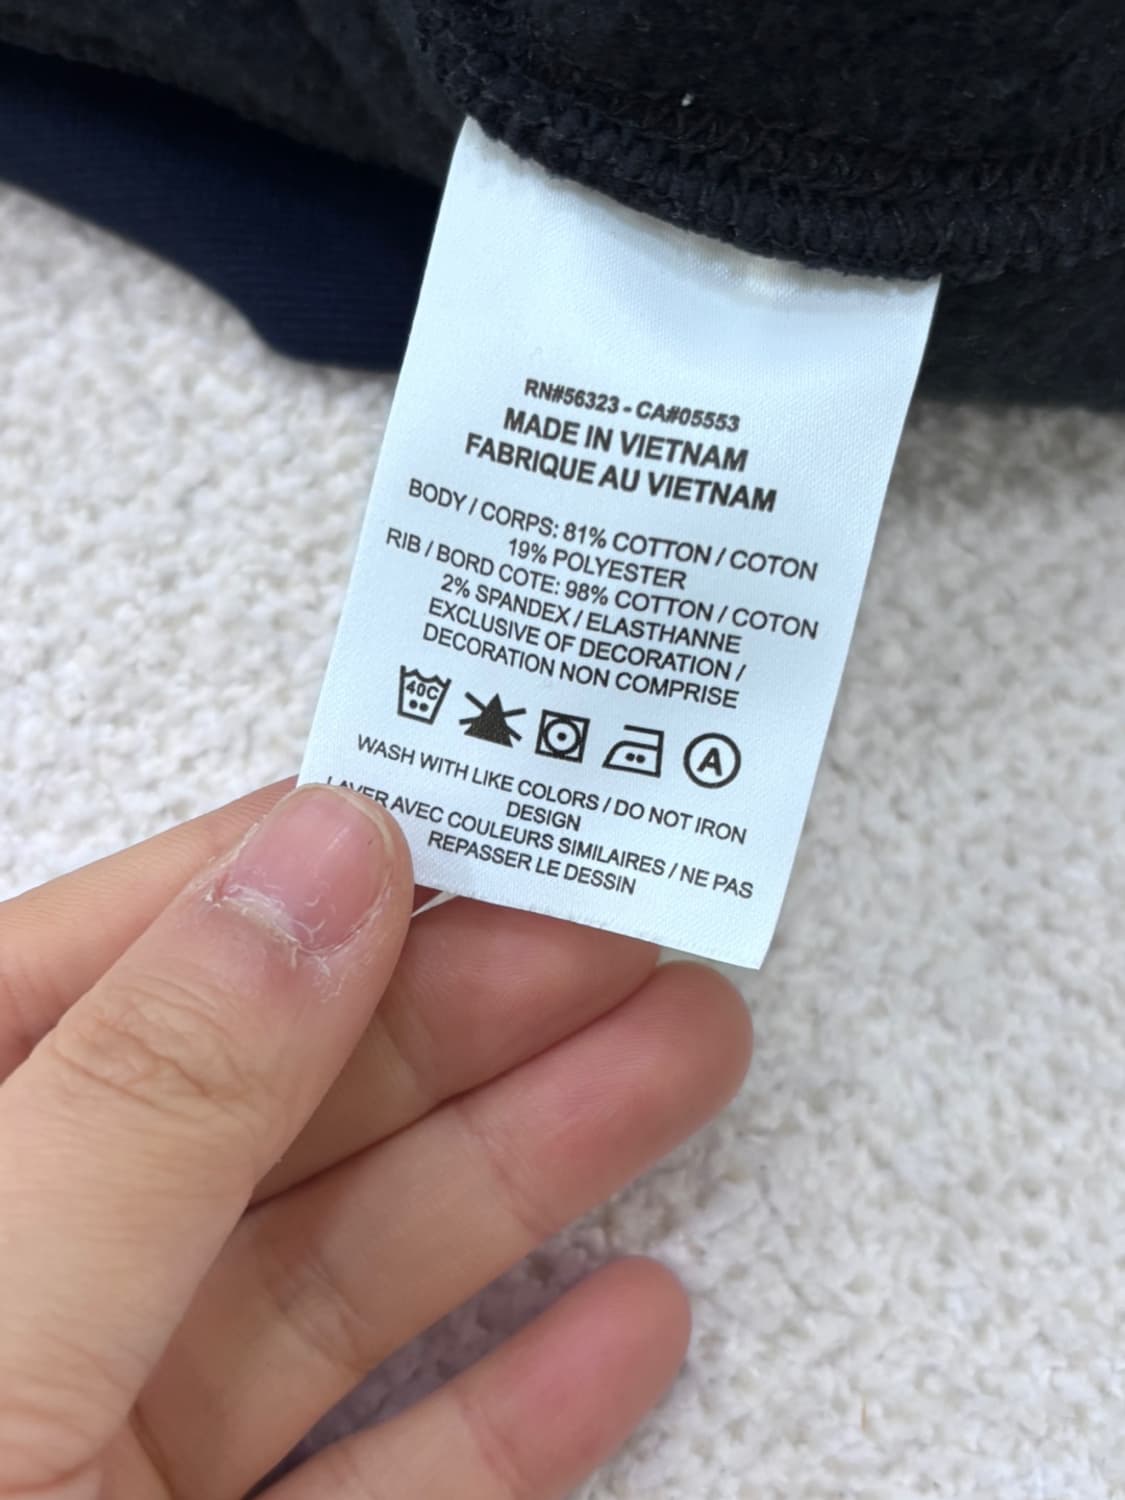 RN#56323 - CA#05553
MADE IN VIETNAM
FABRIQUE AU VIETNAM
BODY / CORPS: 81% COTTON / COTON
19% POLYESTER
RIB / BORD COTE: 98% COTTON / COTON
2% SPANDEX / ELASTHANNE
EXCLUSIVE OF DECORATION /
DECORATION NON COMPRISE
40C
A
WASH WITH LIKE COLORS / DO NOT IRON
DESIGN
LAVER AVEC COULEURS SIMILAIRES / NE PAS
REPASSER LE DESSIN